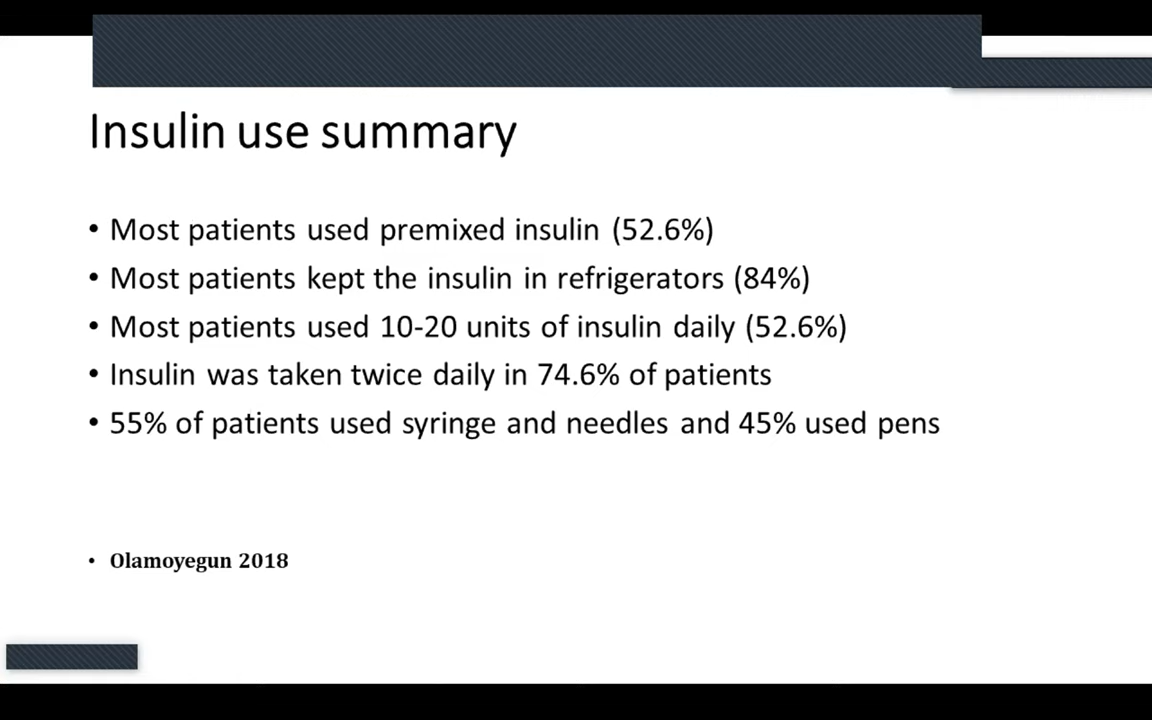 Insulin use summary
• Most patients used premixed insulin (52.6%)
• Most patients kept the insulin in refrigerators (84%)
• Most patients used 10-20 units of insulin daily (52.6%)
• Insulin was taken twice daily in 74.6% of patients
• 55% of patients used syringe and needles and 45% used pens
• Olamoyegun 2018